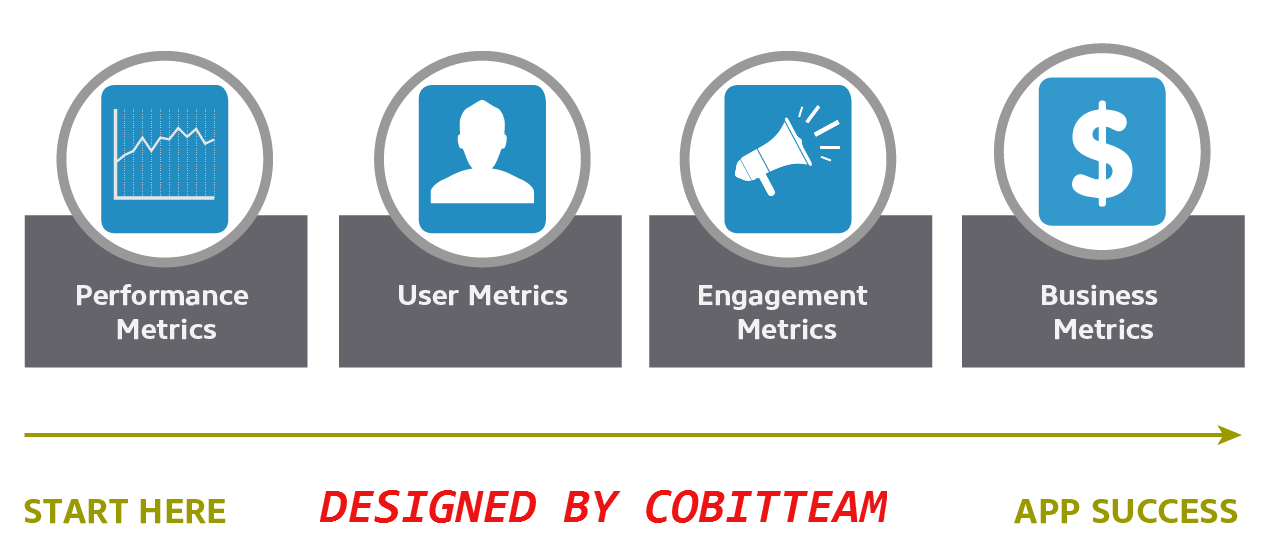 Performance
Metrics
User Metrics
Engagement
Metrics
Business
Metrics
START HERE
DESIGNED BY COBITTEAM
APP SUCCESS